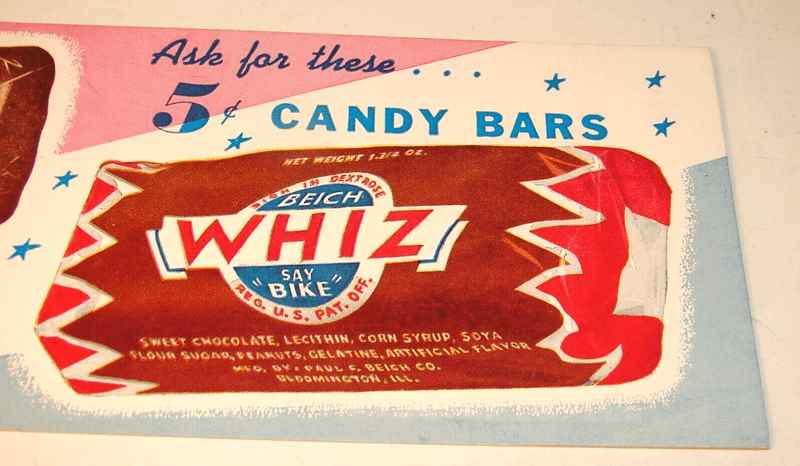 Ask for these . . .
5¢ CANDY BARS
NET WEIGHT 1.3/4 OZ.
RICH IN DEXTROSE
BEICH
WHIZ
SAY
"BIKE"
REG. U.S. PAT. OFF.
SWEET CHOCOLATE, LECITHIN, CORN SYRUP, SOYA
FLOUR SUGAR, PEANUTS, GELATINE, ARTIFICIAL FLAVOR
MFG. BY: PAUL F. BEICH CO.
BLOOMINGTON, ILL.